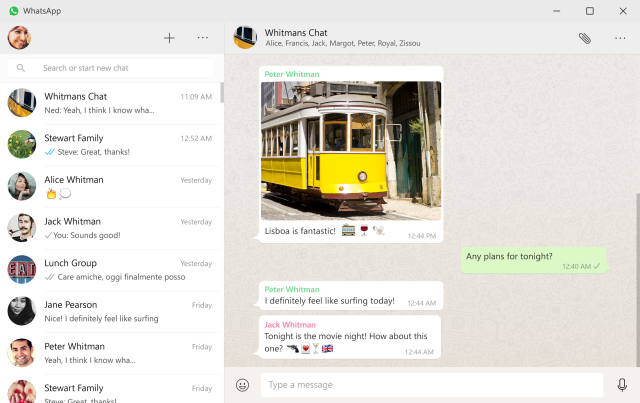 WhatsApp
Search or start new chat
Whitmans Chat 11:09 AM
Ned: Yeah, I think I know wha...
Stewart Family 12:52 AM
Steve: Great, thanks!
Alice Whitman Yesterday
Jack Whitman Yesterday
You: Sounds good!
Lunch Group Yesterday
Care amiche, oggi finalmente posso
Jane Pearson Friday
Nice! I definitely feel like surfing
Peter Whitman Friday
Yeah, I think I know wha...
Stewart Family Friday
Steve: Great, thanks!
Whitmans Chat
Alice, Francis, Jack, Margot, Peter, Royal, Zissou
Peter Whitman
Lisboa is fantastic!
12:44 PM
Any plans for tonight?
12:40 AM
Peter Whitman
I definitely feel like surfing today! 12:44 AM
Jack Whitman
Tonight is the movie night! How about this
one? 12:44 AM
Type a message